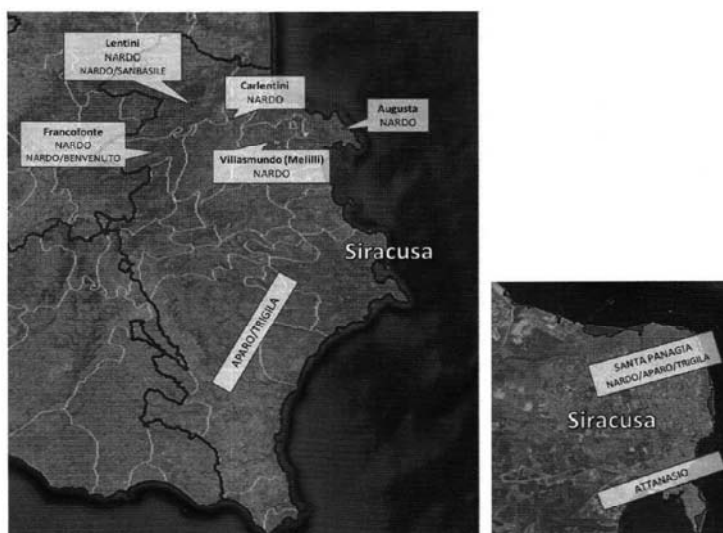 Lentini
NARDO
NARDO/SANBASILE
Carlentini
NARDO
Augusta
NARDO
Francofonte
NARDO
NARDO/BENVENUTO
Villasmundo (Melilli)
NARDO
Siracusa
APARO/TRIGILA
SANTA PANAGIA
NARDO/APARO/TRIGILA
Siracusa
ATTANASIO